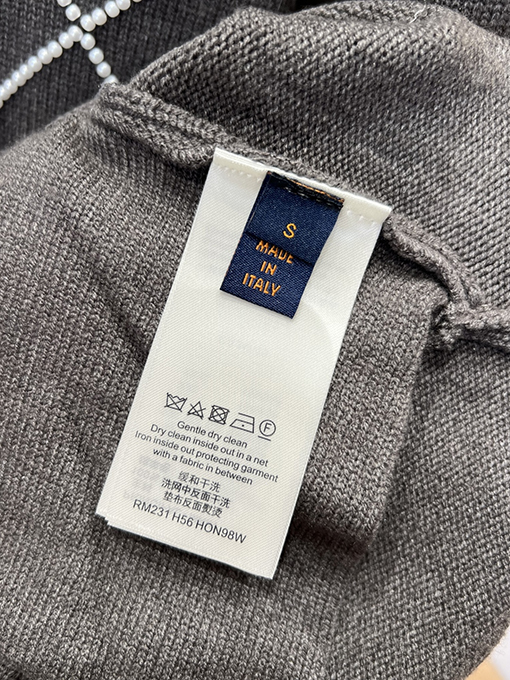 S
MADE
IN
ITALY
F
Gentle dry clean
Dry clean inside out in a net
Iron inside out protecting garment
with a fabric in between
缓和干洗
洗网中反面干洗
垫布反面熨烫
RM231 H56 HON98W